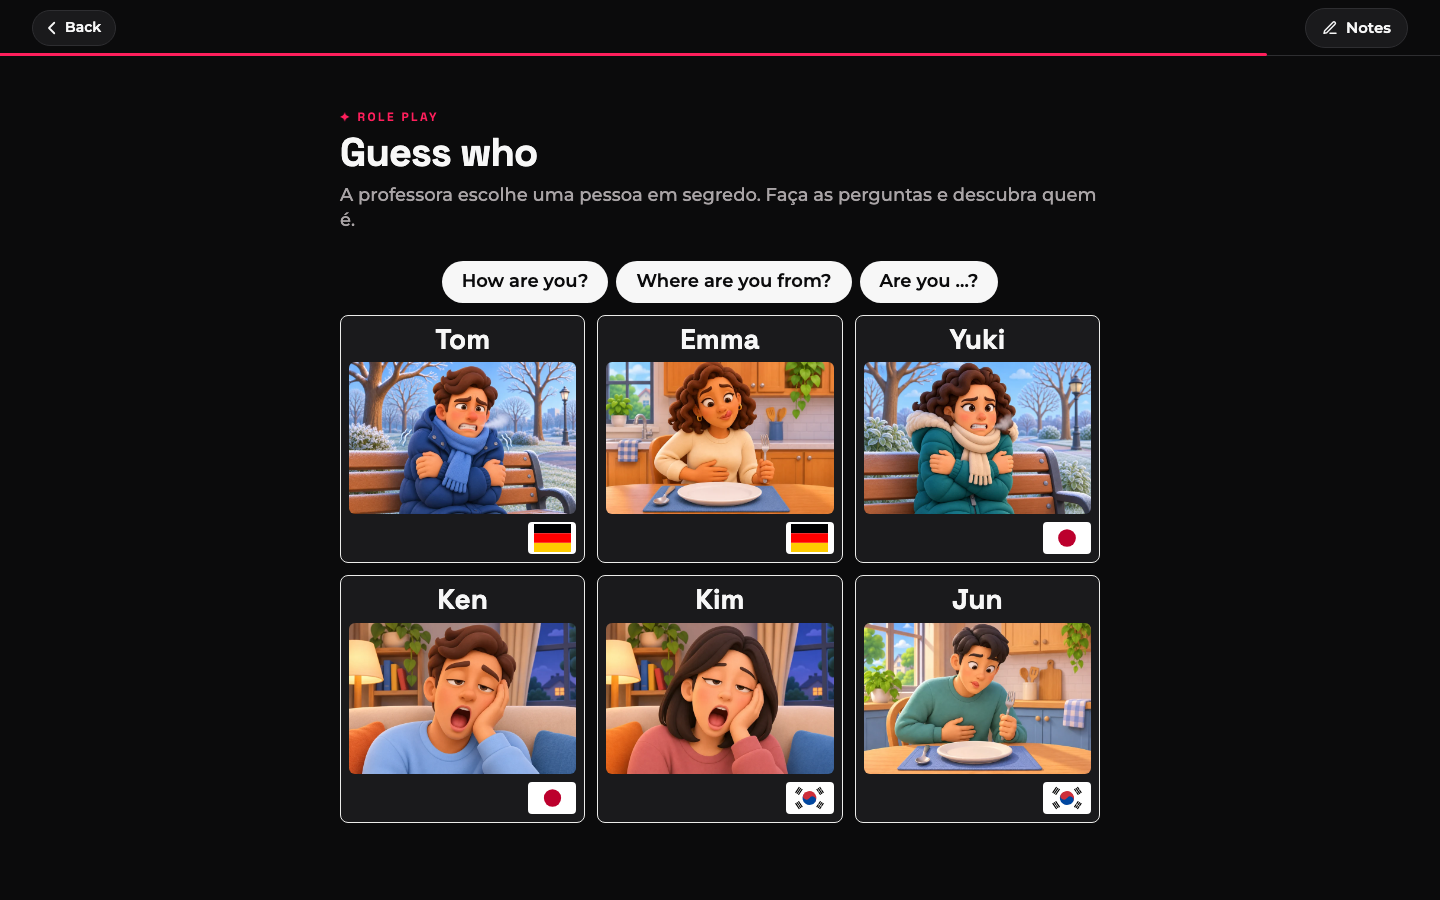 Back
Notes
✦ ROLE PLAY
Guess who
A professora escolhe uma pessoa em segredo. Faça as perguntas e descubra quem
é.
How are you? Where are you from? Are you ...?
Tom Emma Yuki
Ken Kim Jun